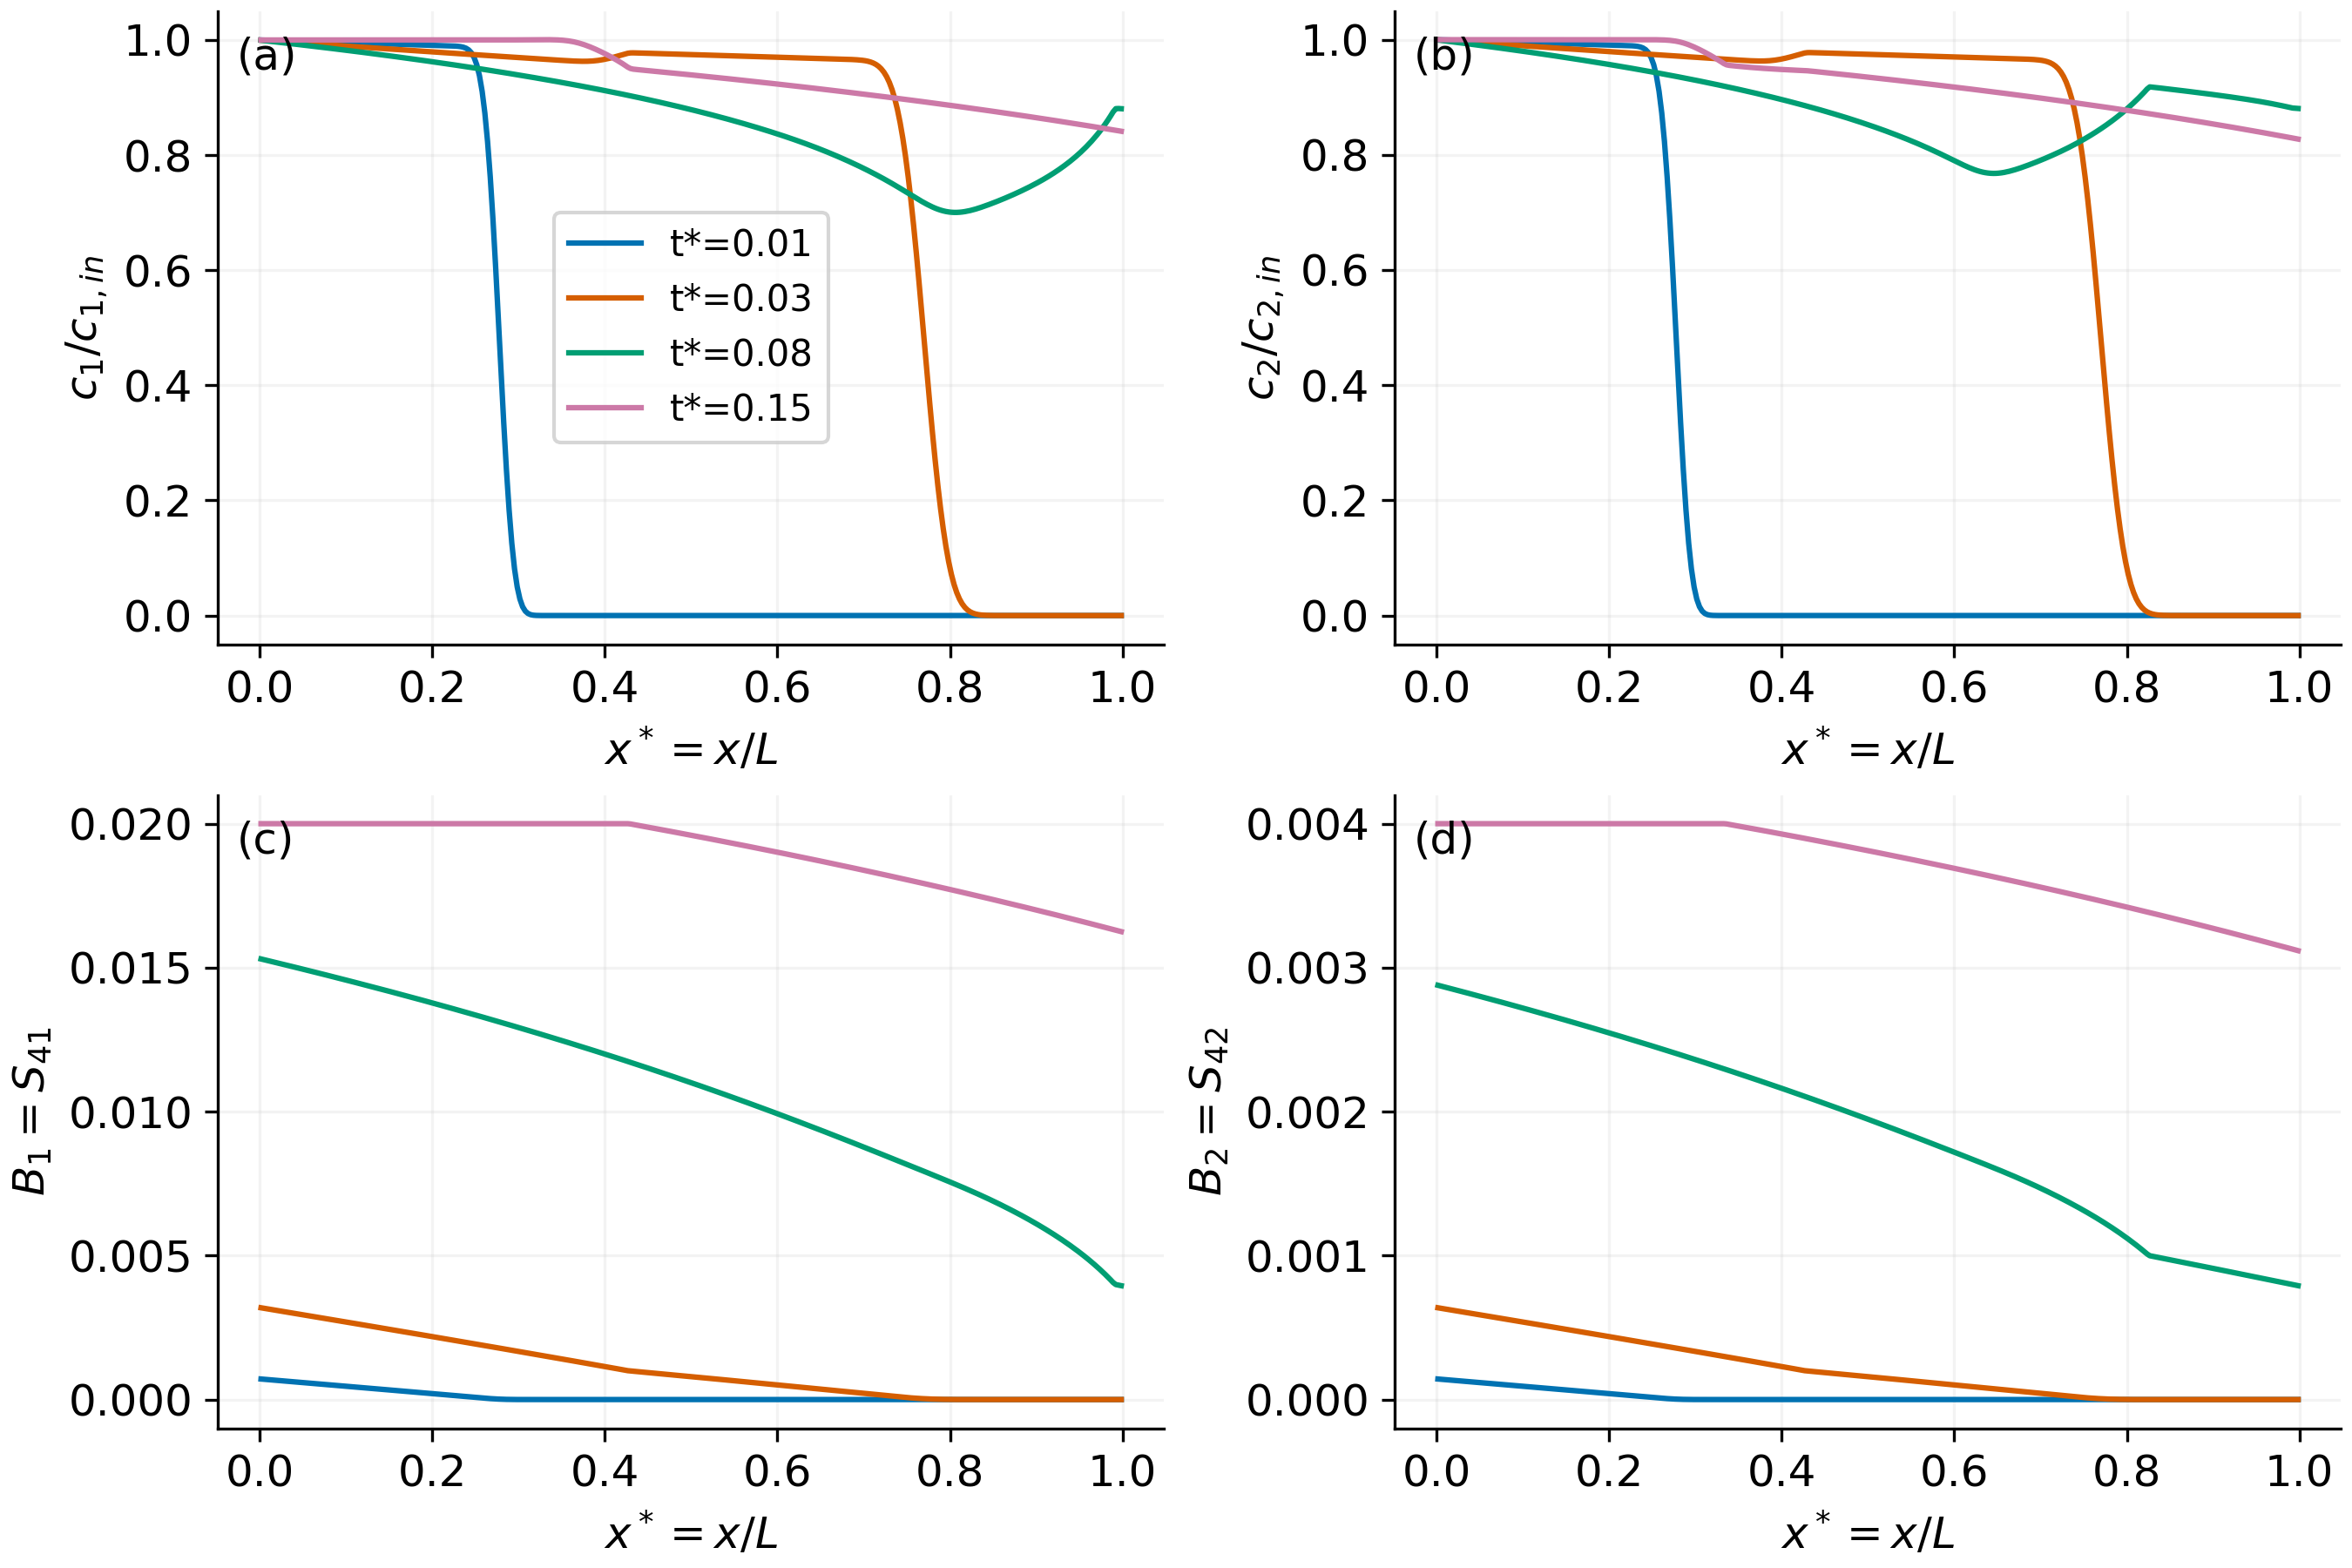 (a)
1.0
0.8
0.6
0.4
0.2
0.0
c₁/c₁,ᵢₙ
t*=0.01
t*=0.03
t*=0.08
t*=0.15
0.0 0.2 0.4 0.6 0.8 1.0
x* = x/L
(b)
1.0
0.8
0.6
0.4
0.2
0.0
c₂/c₂,ᵢₙ
0.0 0.2 0.4 0.6 0.8 1.0
x* = x/L
(c)
0.020
0.015
0.010
0.005
0.000
B₁ = S₄₁
0.0 0.2 0.4 0.6 0.8 1.0
x* = x/L
(d)
0.004
0.003
0.002
0.001
0.000
B₂ = S₄₂
0.0 0.2 0.4 0.6 0.8 1.0
x* = x/L